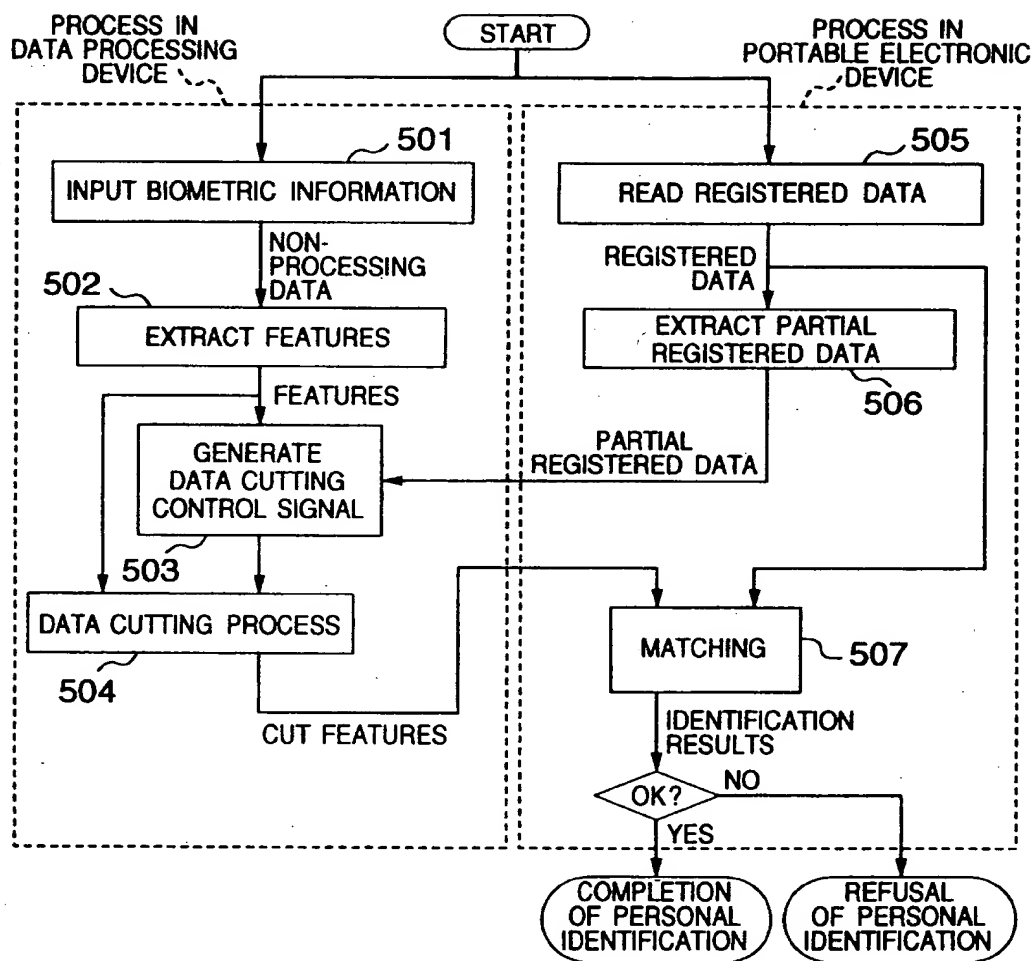 PROCESS IN
DATA PROCESSING
DEVICE
START
PROCESS IN
PORTABLE ELECTRONIC
DEVICE
501
INPUT BIOMETRIC INFORMATION
NON-
PROCESSING
DATA
502
EXTRACT FEATURES
FEATURES
GENERATE
DATA CUTTING
CONTROL SIGNAL
503
DATA CUTTING PROCESS
504
CUT FEATURES
505
READ REGISTERED DATA
REGISTERED
DATA
EXTRACT PARTIAL
REGISTERED DATA
506
PARTIAL
REGISTERED DATA
MATCHING
507
IDENTIFICATION
RESULTS
OK?
NO
YES
COMPLETION
OF PERSONAL
IDENTIFICATION
REFUSAL
OF PERSONAL
IDENTIFICATION